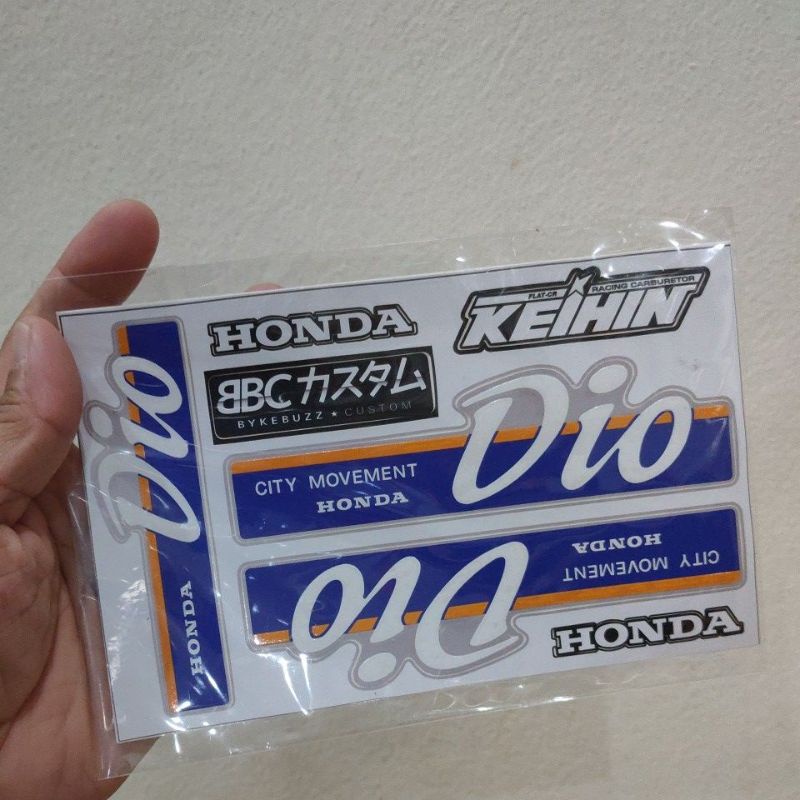 HONDA
FLAT-CR RACING CARBURETOR
KEIHIN
BBCカスタム
BYKEBUZZ ★ CUSTOM
Dio
HONDA
Dio
CITY MOVEMENT
HONDA
Dio
CITY MOVEMENT
HONDA
HONDA